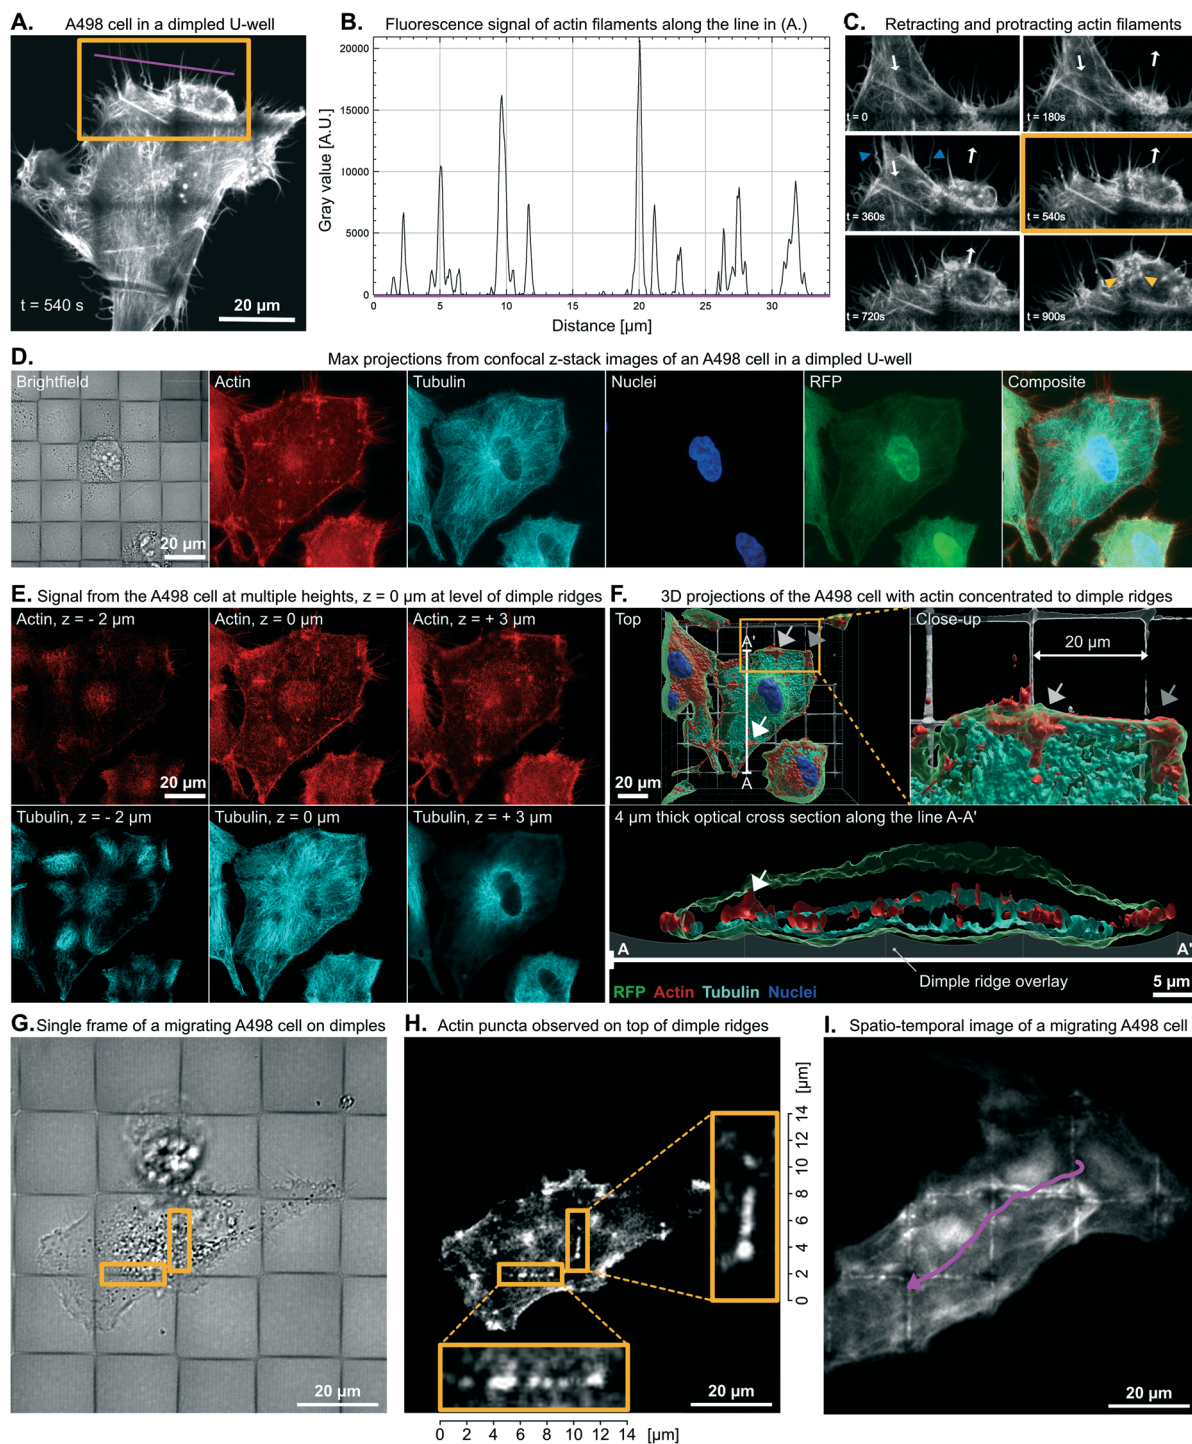 A. A498 cell in a dimpled U-well
t = 540 s
20 µm
B. Fluorescence signal of actin filaments along the line in (A.)
Gray value [A.U.]
20000
15000
10000
5000
0
0 5 10 15 20 25 30
Distance [µm]
C. Retracting and protracting actin filaments
t = 0
t = 180s
t = 360s
t = 540s
t = 720s
t = 900s
D. Max projections from confocal z-stack images of an A498 cell in a dimpled U-well
Brightfield
20 µm
Actin
Tubulin
Nuclei
RFP
Composite
E. Signal from the A498 cell at multiple heights, z = 0 µm at level of dimple ridges
Actin, z = - 2 µm
20 µm
Actin, z = 0 µm
Actin, z = + 3 µm
Tubulin, z = - 2 µm
Tubulin, z = 0 µm
Tubulin, z = + 3 µm
F. 3D projections of the A498 cell with actin concentrated to dimple ridges
Top
A'
A
20 µm
Close-up
20 µm
4 µm thick optical cross section along the line A-A'
A
A'
Dimple ridge overlay
RFP Actin Tubulin Nuclei
5 µm
G. Single frame of a migrating A498 cell on dimples
20 µm
H. Actin puncta observed on top of dimple ridges
[µm]
14
12
10
8
6
4
2
0
20 µm
0 2 4 6 8 10 12 14 [µm]
I. Spatio-temporal image of a migrating A498 cell
20 µm